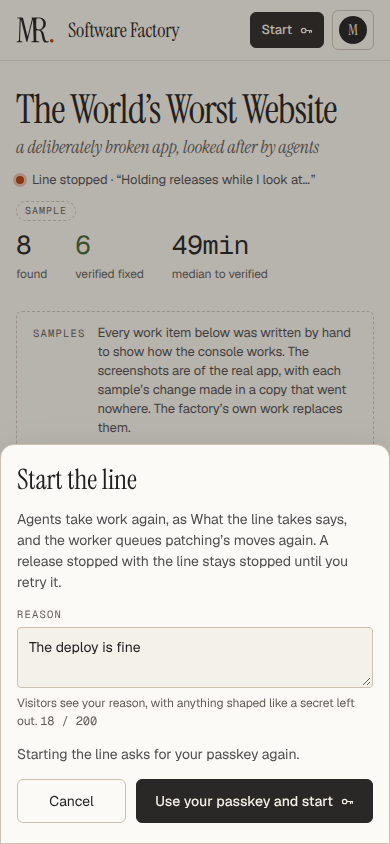 MR. Software Factory Start M
The World’s Worst Website
a deliberately broken app, looked after by agents
Line stopped · “Holding releases while I look at…”
SAMPLE
8 6 49min
found verified fixed median to verified
SAMPLES Every work item below was written by hand
to show how the console works. The
screenshots are of the real app, with each
sample’s change made in a copy that went
nowhere. The factory’s own work replaces
them.
Start the line
Agents take work again, as What the line takes says,
and the worker queues patching’s moves again. A
release stopped with the line stays stopped until you
retry it.
REASON
The deploy is fine
Visitors see your reason, with anything shaped like a secret left
out. 18 / 200
Starting the line asks for your passkey again.
Cancel Use your passkey and start